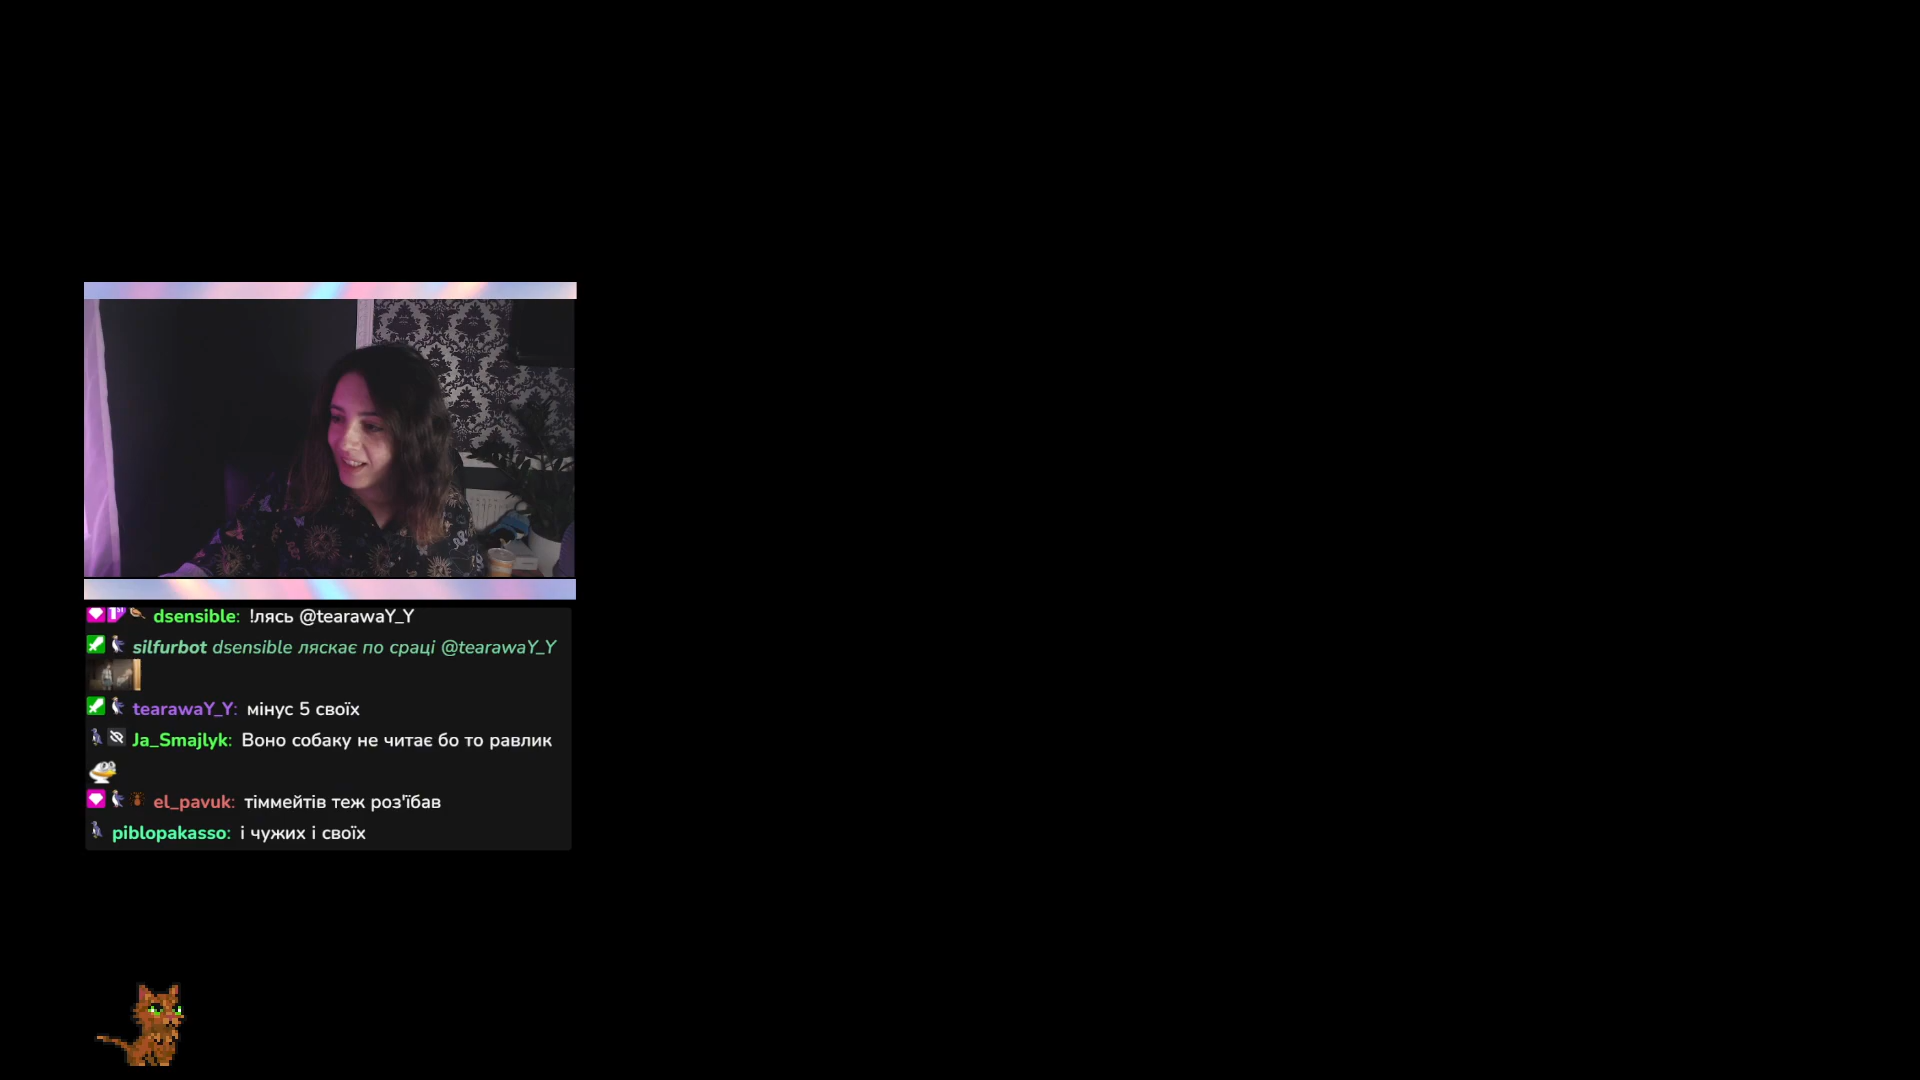 dsensible: !лясь @tearawaY_Y
silfurbot dsensible ляскає по сраці @tearawaY_Y
tearawaY_Y: мінус 5 своїх
Ja_Smajlyk: Воно собаку не читає бо то равлик
el_pavuk: тіммейтів теж роз'їбав
piblopakasso: і чужих і своїх